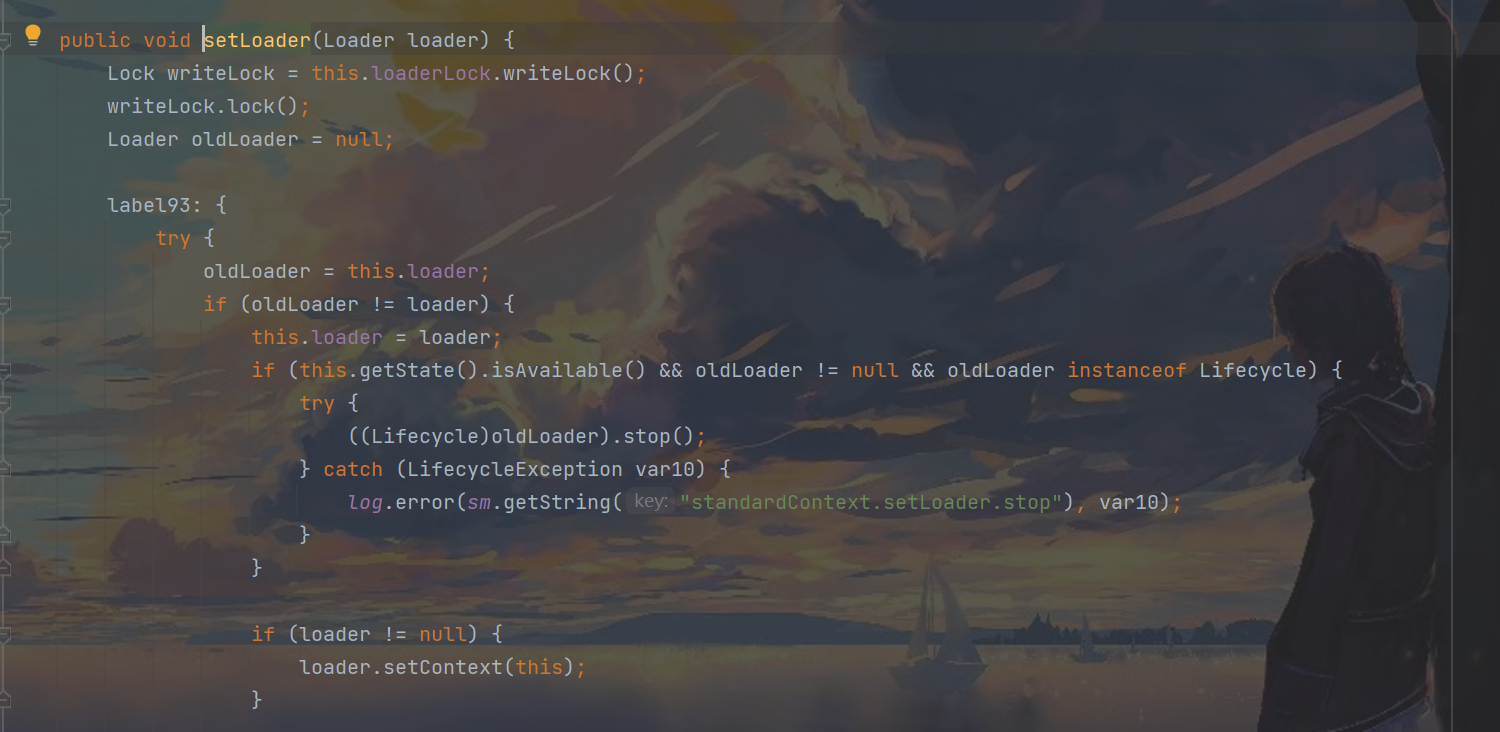 public void setLoader(Loader loader) {
Lock writeLock = this.loaderLock.writeLock();
writeLock.lock();
Loader oldLoader = null;
label93: {
try {
oldLoader = this.loader;
if (oldLoader != loader) {
this.loader = loader;
if (this.getState().isAvailable() && oldLoader != null && oldLoader instanceof Lifecycle) {
try {
((Lifecycle)oldLoader).stop();
} catch (LifecycleException var10) {
log.error(sm.getString( key: "standardContext.setLoader.stop"), var10);
}
}
if (loader != null) {
loader.setContext(this);
}